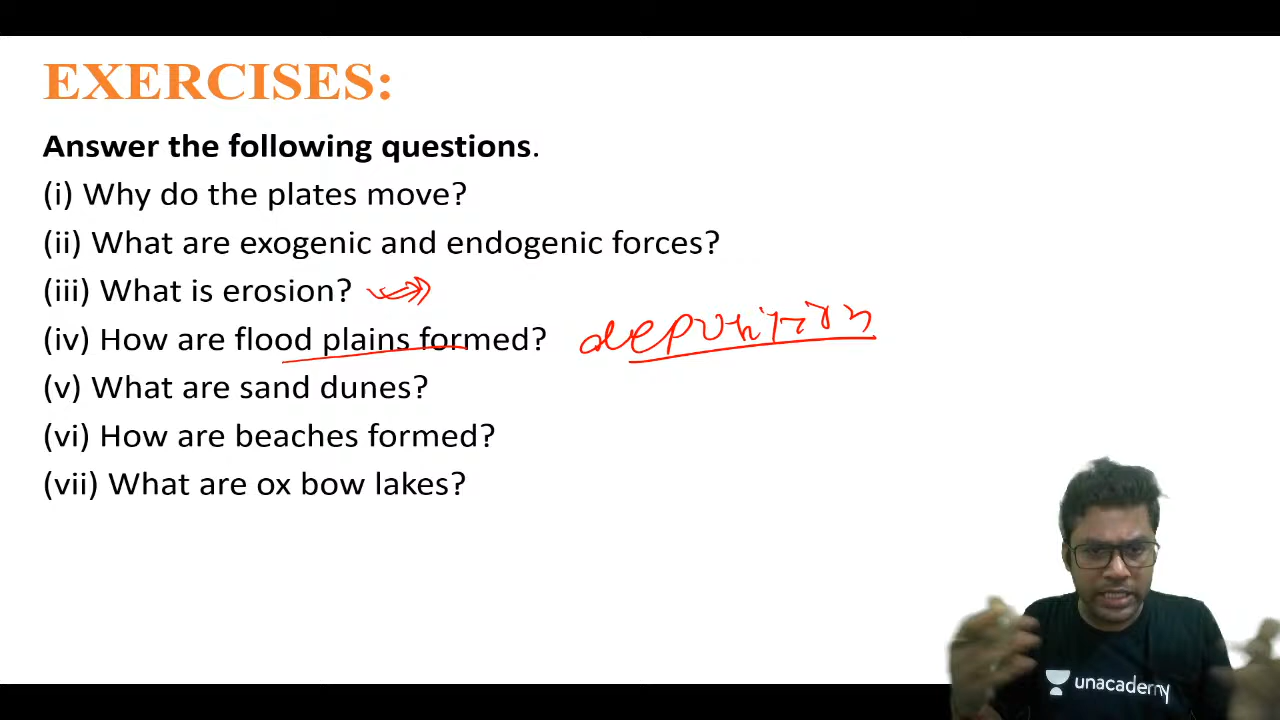 EXERCISES:
Answer the following questions.
(i) Why do the plates move?
(ii) What are exogenic and endogenic forces?
(iii) What is erosion?
(iv) How are flood plains formed? deposition
(v) What are sand dunes?
(vi) How are beaches formed?
(vii) What are ox bow lakes?
unacademy